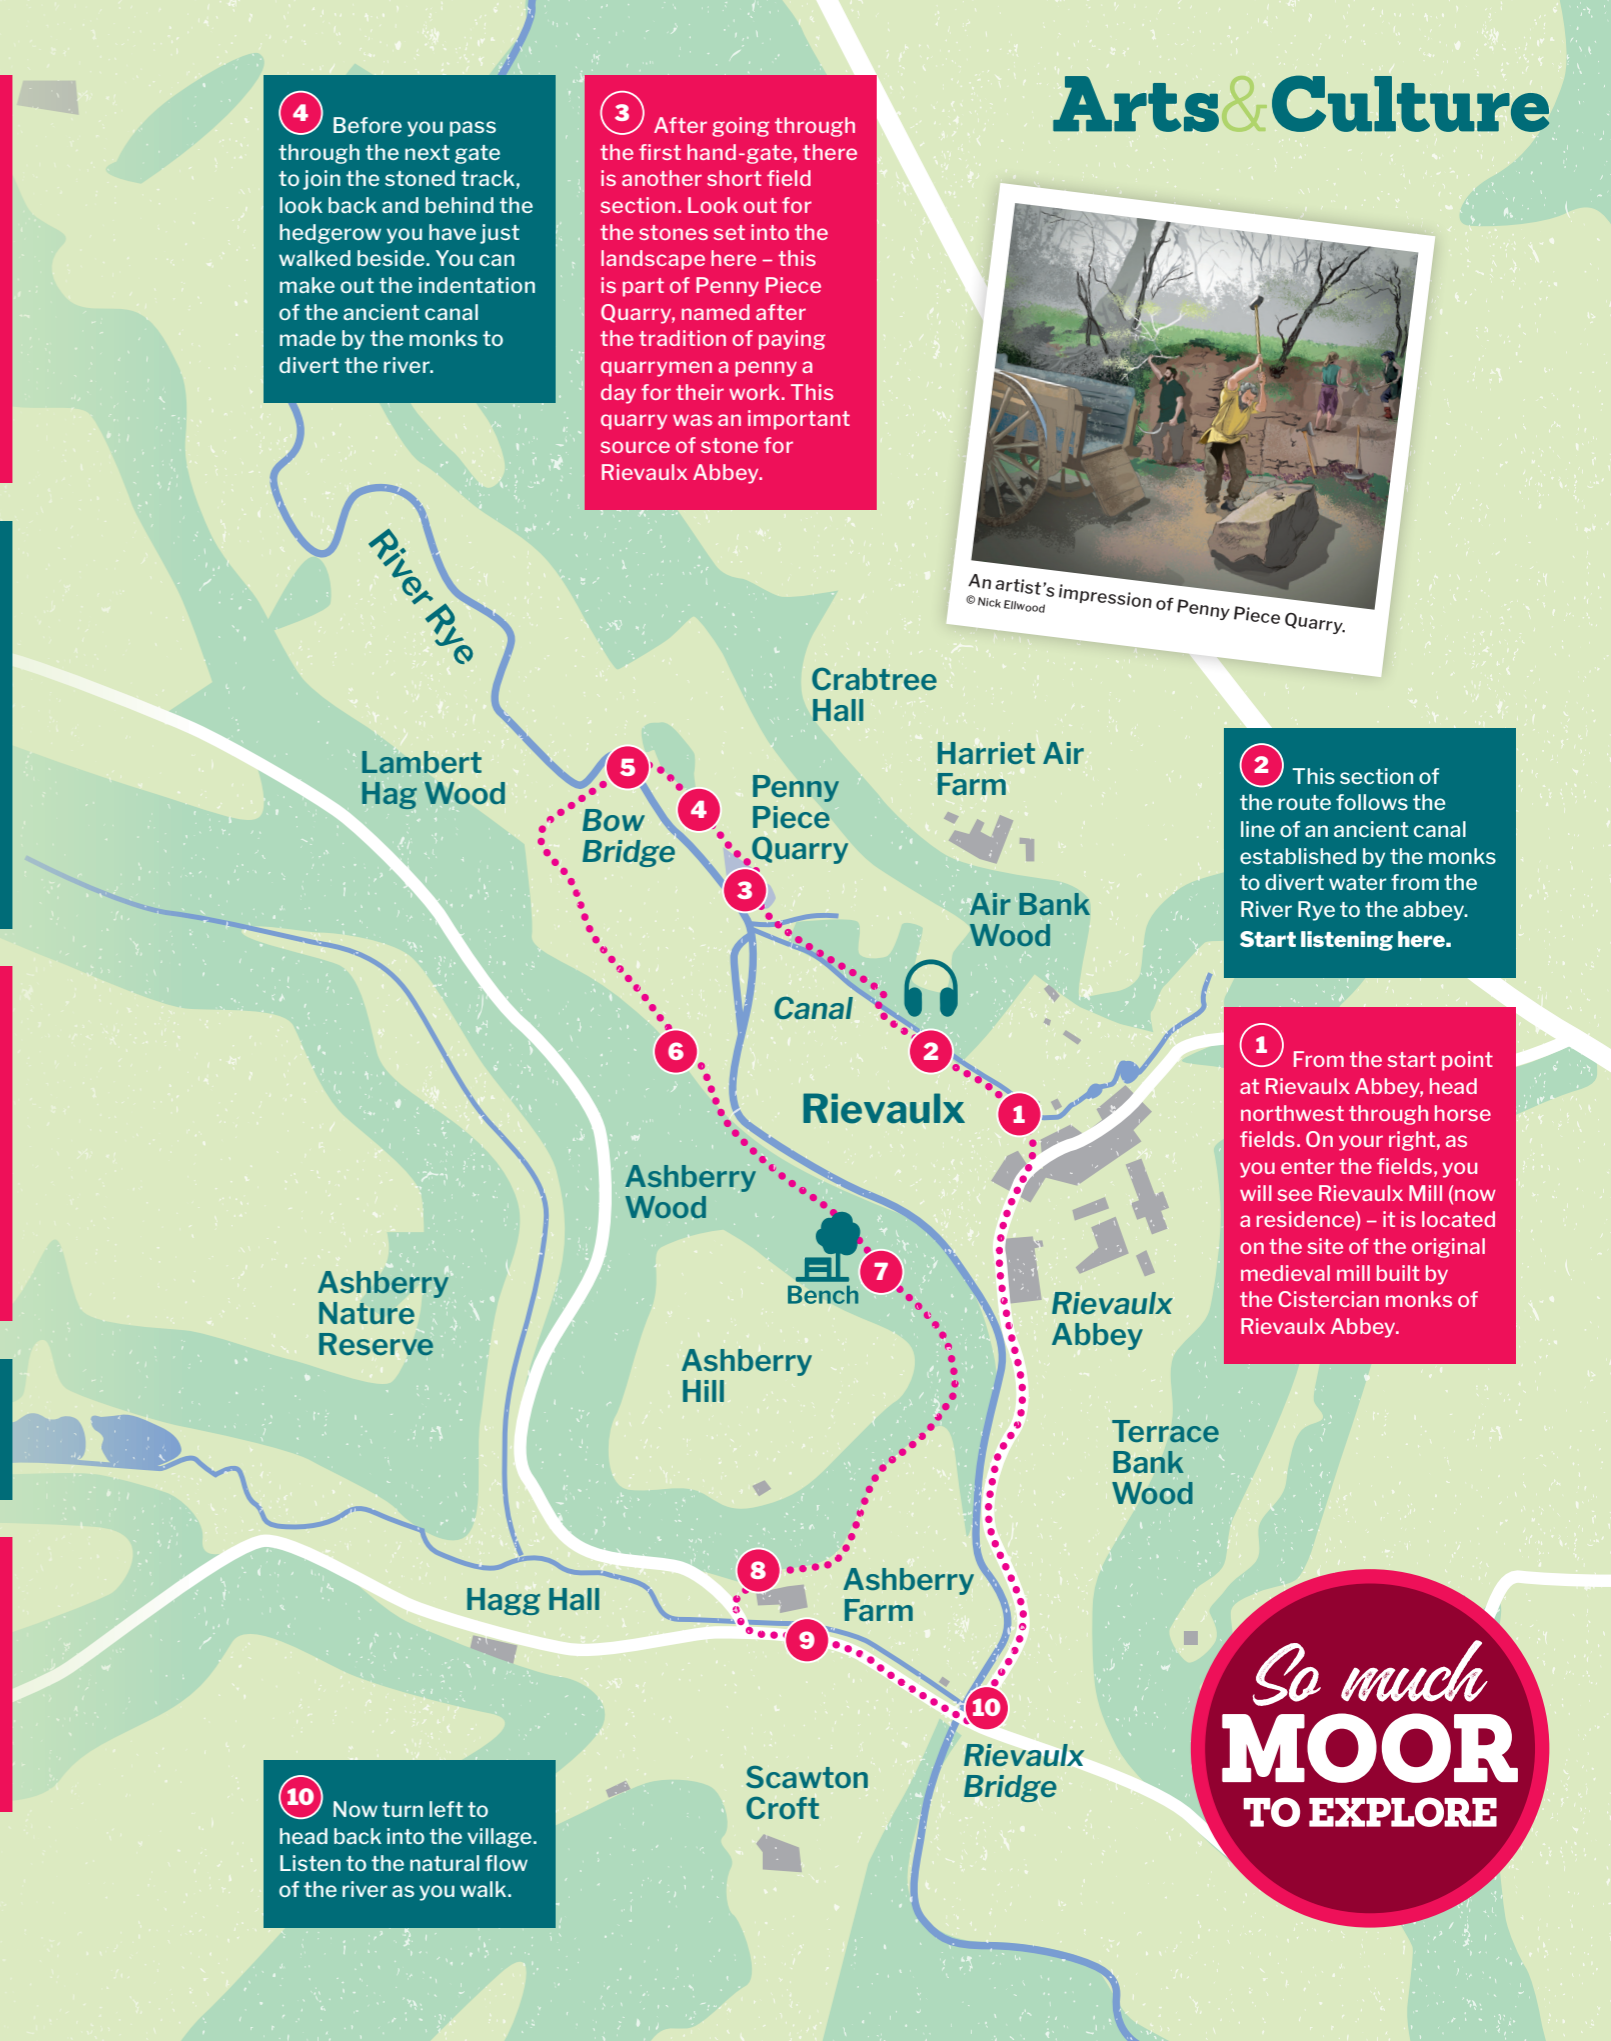 Arts&Culture
4 Before you pass
through the next gate
to join the stoned track,
look back and behind the
hedgerow you have just
walked beside. You can
make out the indentation
of the ancient canal
made by the monks to
divert the river.
3 After going through
the first hand-gate, there
is another short field
section. Look out for
the stones set into the
landscape here – this
is part of Penny Piece
Quarry, named after
the tradition of paying
quarrymen a penny a
day for their work. This
quarry was an important
source of stone for
Rievaulx Abbey.
An artist's impression of Penny Piece Quarry.
© Nick Ellwood
2 This section of
the route follows the
line of an ancient canal
established by the monks
to divert water from the
River Rye to the abbey.
Start listening here.
1 From the start point
at Rievaulx Abbey, head
northwest through horse
fields. On your right, as
you enter the fields, you
will see Rievaulx Mill (now
a residence) – it is located
on the site of the original
medieval mill built by
the Cistercian monks of
Rievaulx Abbey.
River Rye
Crabtree
Hall
Harriet Air
Farm
Lambert
Hag Wood
5
4
Bow
Bridge
Penny
Piece
Quarry
3
Air Bank
Wood
Canal
2
6
Rievaulx
1
Ashberry
Wood
7
Bench
Ashberry
Nature
Reserve
Rievaulx
Abbey
Ashberry
Hill
Terrace
Bank
Wood
8
Ashberry
Farm
Hagg Hall
9
10
Rievaulx
Bridge
Scawton
Croft
10 Now turn left to
head back into the village.
Listen to the natural flow
of the river as you walk.
So much
MOOR
TO EXPLORE